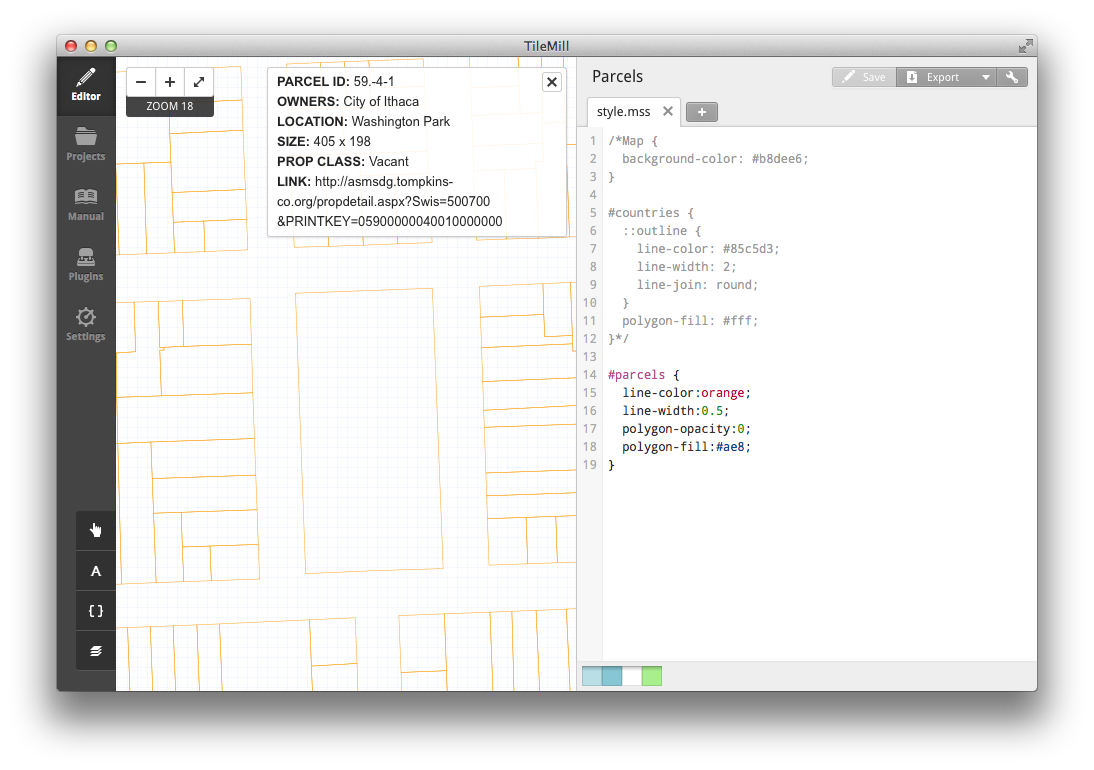 TileMill
Editor
Projects
Manual
Plugins
Settings
A
{ }
− +
ZOOM 18
PARCEL ID: 59.-4-1
OWNERS: City of Ithaca
LOCATION: Washington Park
SIZE: 405 x 198
PROP CLASS: Vacant
LINK: http://asmsdg.tompkins-
co.org/propdetail.aspx?Swis=500700
&PRINTKEY=05900000040010000000
Parcels
Save Export
style.mss
+
1 /*Map {
2 background-color: #b8dee6;
3 }
4
5 #countries {
6 ::outline {
7 line-color: #85c5d3;
8 line-width: 2;
9 line-join: round;
10 }
11 polygon-fill: #fff;
12 }*/
13
14 #parcels {
15 line-color:orange;
16 line-width:0.5;
17 polygon-opacity:0;
18 polygon-fill:#ae8;
19 }